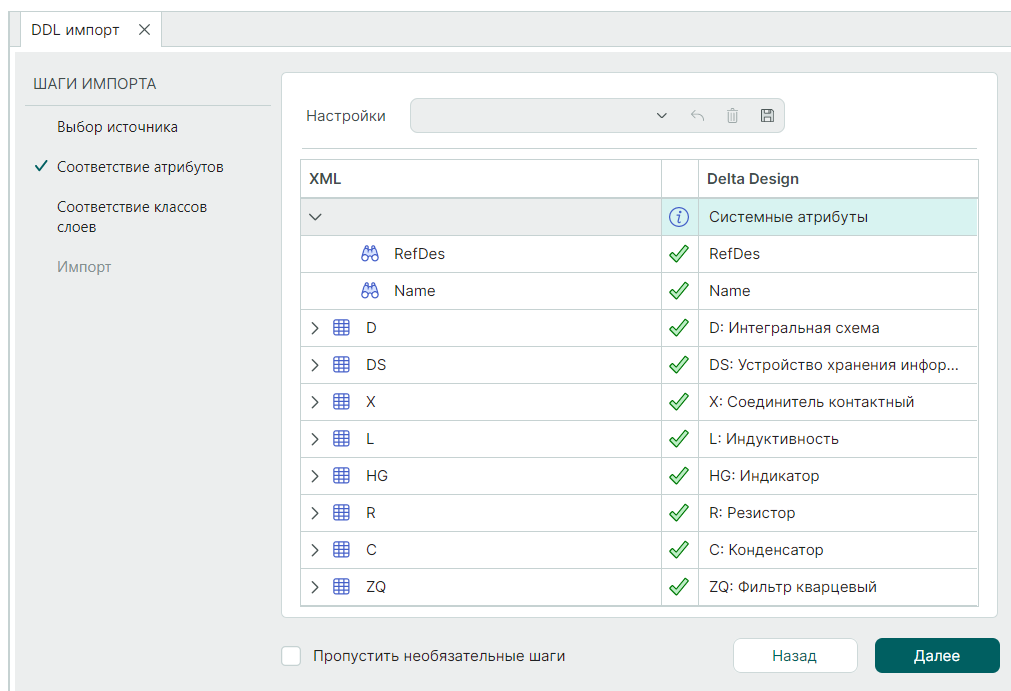 DDL импорт
ШАГИ ИМПОРТА
Выбор источника
Соответствие атрибутов
Соответствие классов
слоев
Импорт
Настройки
XML Delta Design
Системные атрибуты
RefDes RefDes
Name Name
D D: Интегральная схема
DS DS: Устройство хранения инфор...
X X: Соединитель контактный
L L: Индуктивность
HG HG: Индикатор
R R: Резистор
C C: Конденсатор
ZQ ZQ: Фильтр кварцевый
Пропустить необязательные шаги
Назад Далее